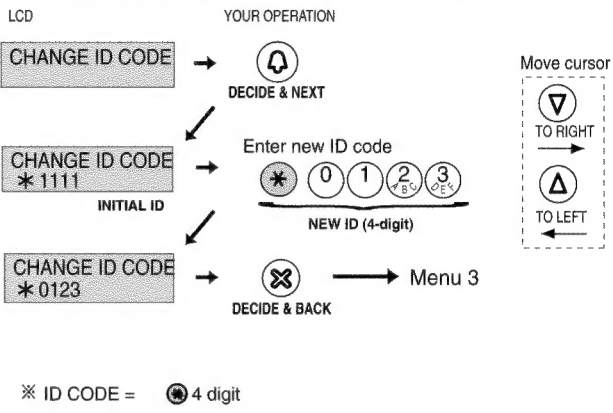 LCD YOUR OPERATION
CHANGE ID CODE
DECIDE & NEXT
Move cursor
TO RIGHT
TO LEFT
CHANGE ID CODE
*1111
INITIAL ID
Enter new ID code
* 0 1 2 ABC 3 DEF
NEW ID (4-digit)
CHANGE ID CODE
*0123
DECIDE & BACK
Menu 3
※ ID CODE = * 4 digit